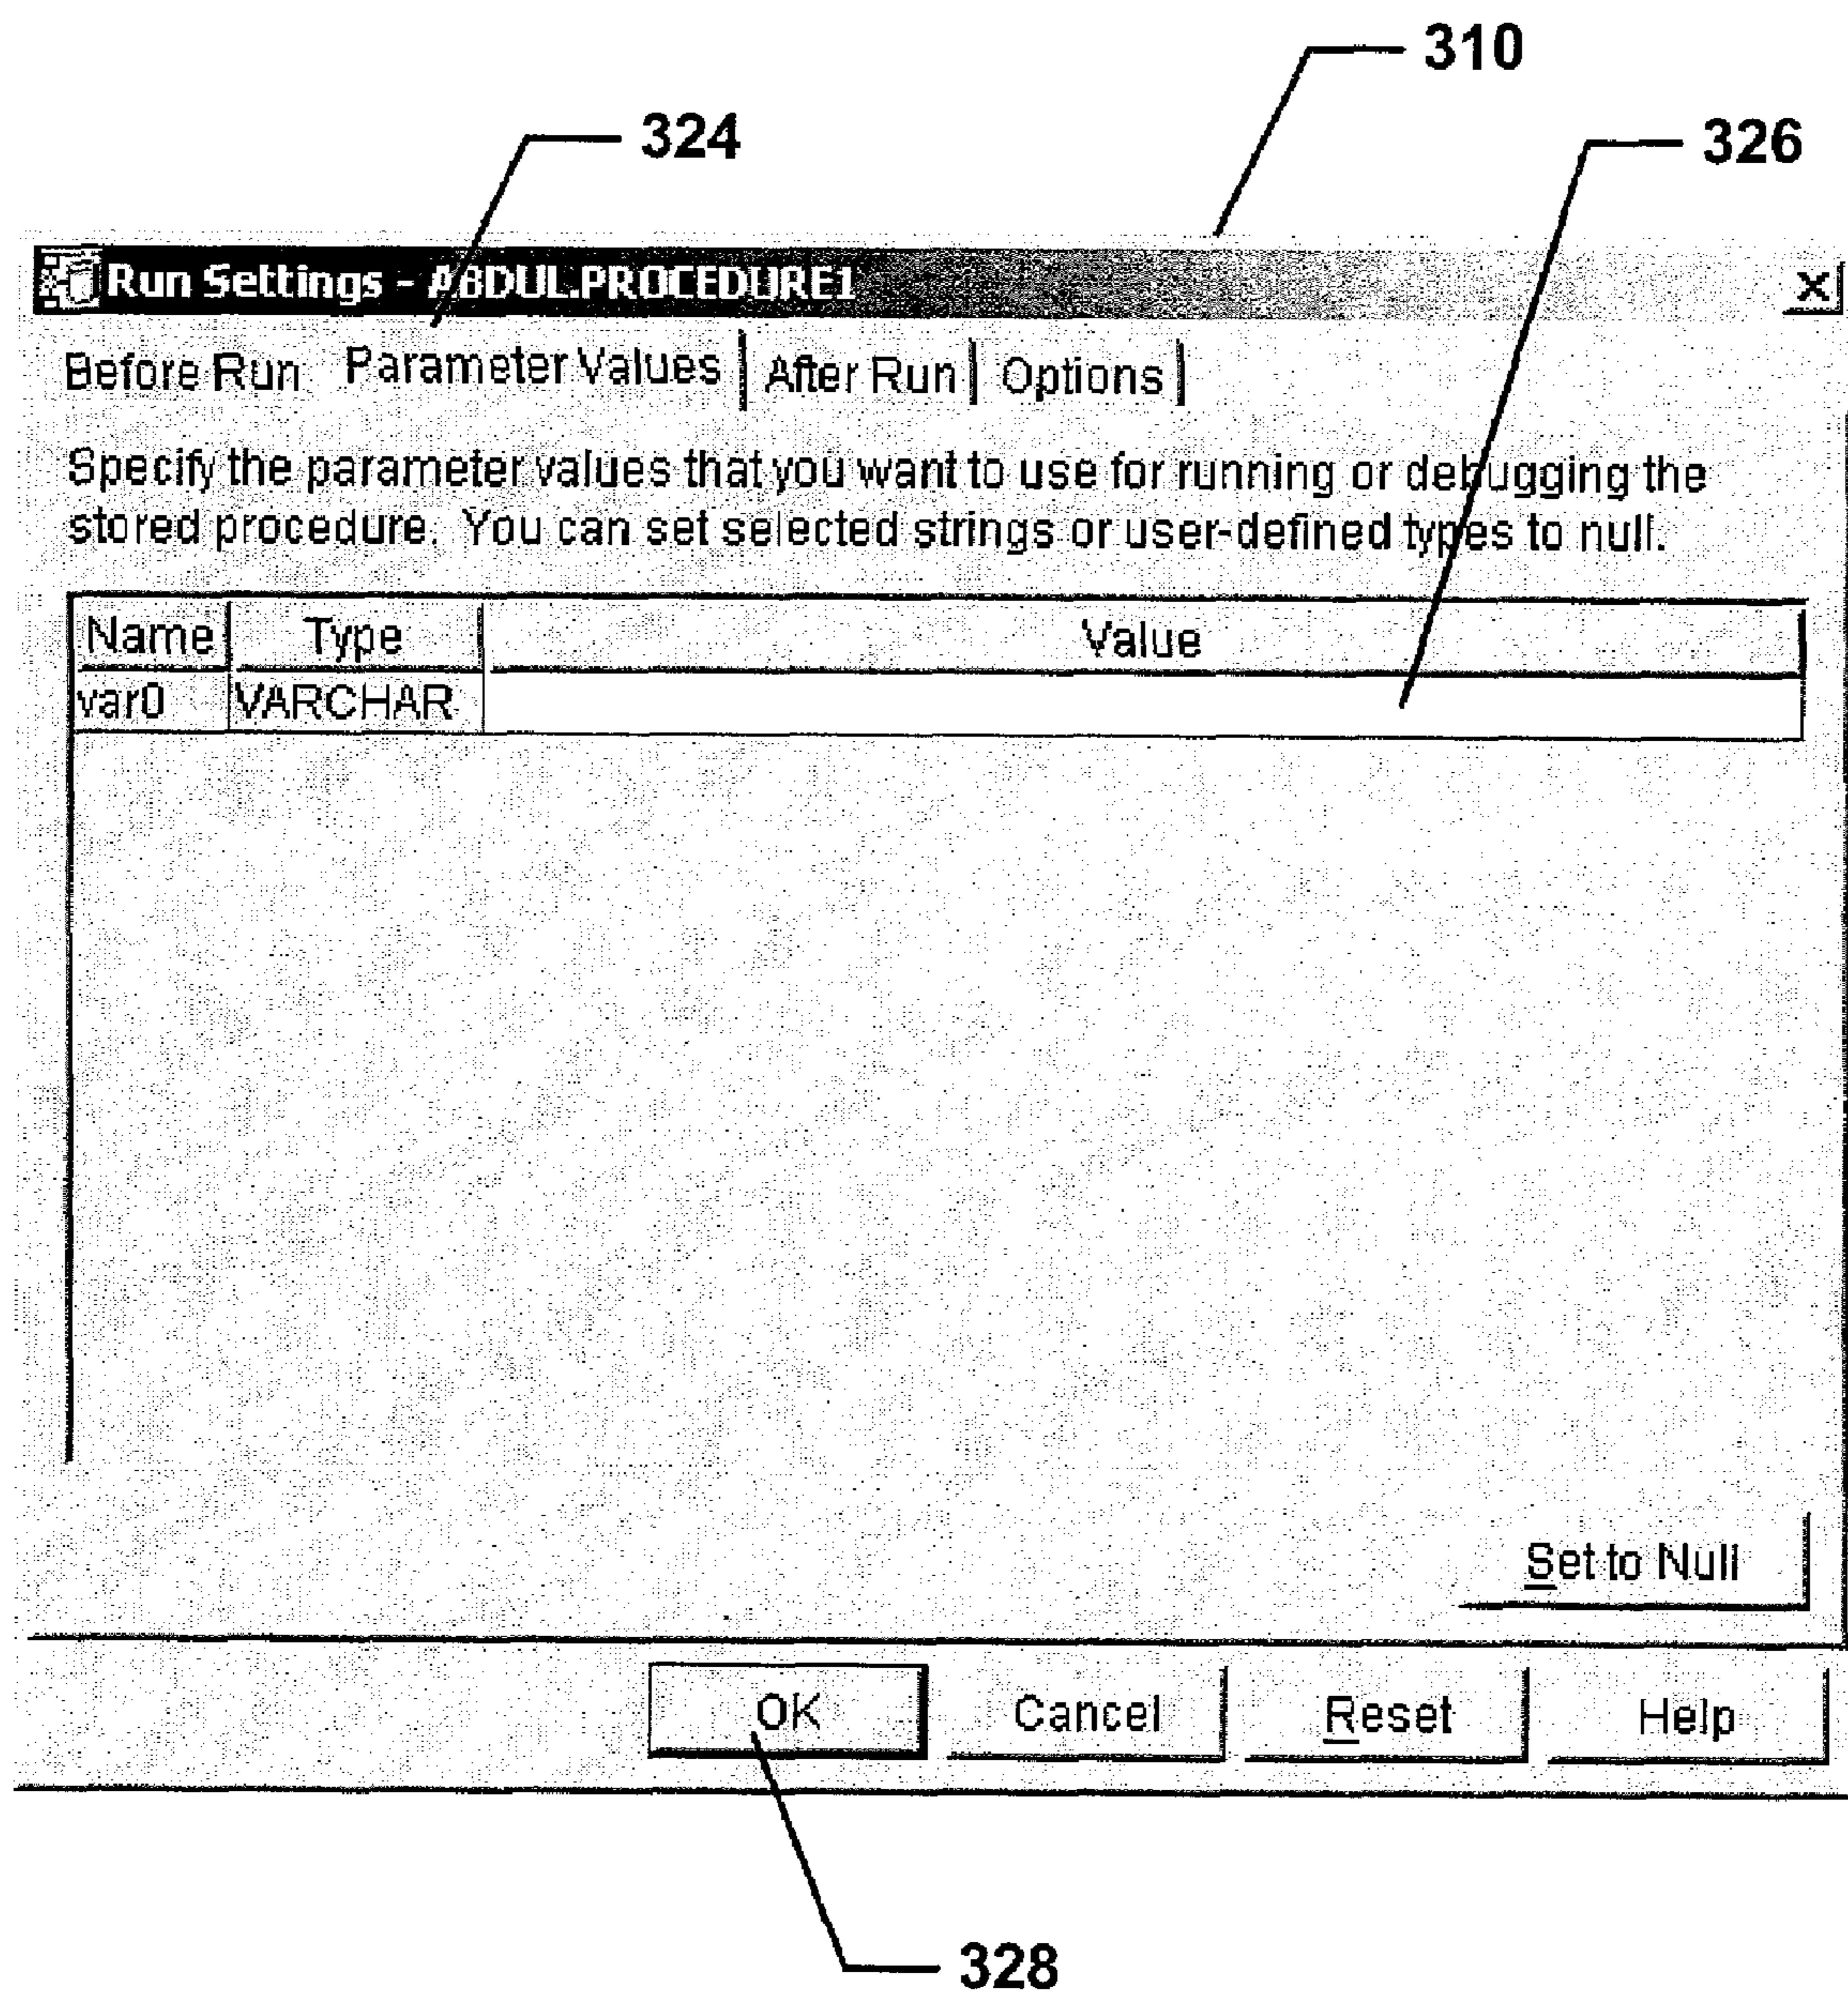 310
324
326
Run Settings - ABDUL.PROCEDURE1
X
Before Run Parameter Values After Run Options
Specify the parameter values that you want to use for running or debugging the
stored procedure. You can set selected strings or user-defined types to null.
Name Type Value
var0 VARCHAR
Set to Null
OK Cancel Reset Help
328